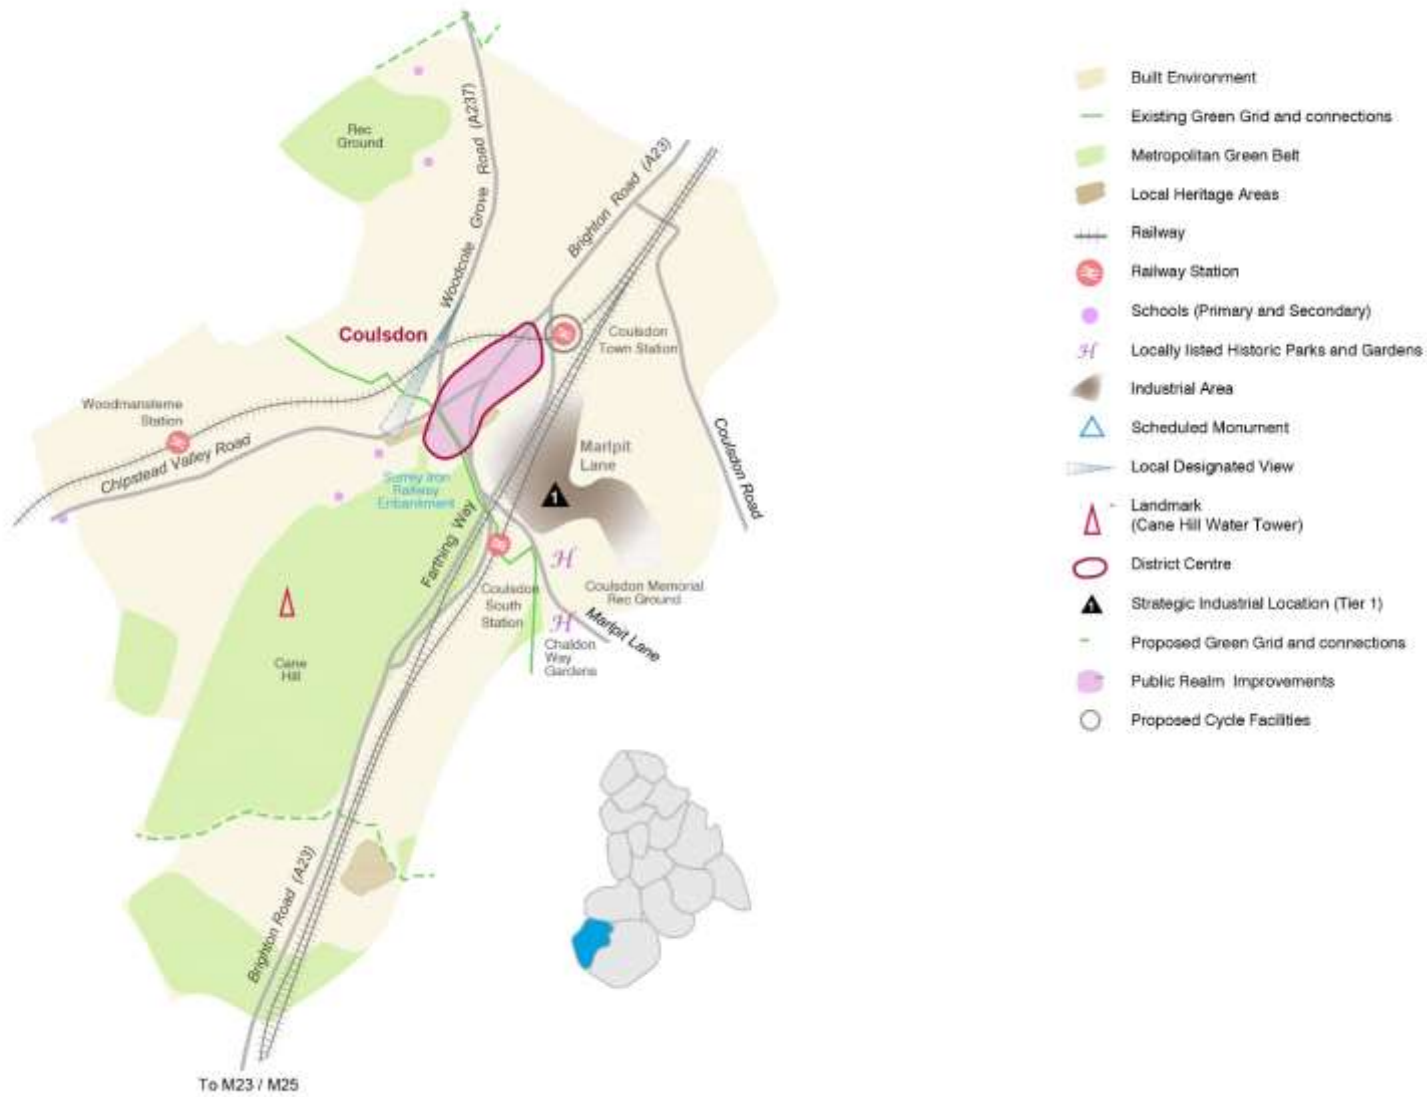 Rec
Ground
Woodcote Grove Road (A237)
Brighton Road (A23)
Coulsdon
Coulsdon
Town Station
Woodmansterne
Station
Chipstead Valley Road
Marlpit
Lane
Coulsdon Road
Surrey Iron
Railway
Embankment
1
Farthing Way
H
Coulsdon
South
Station
Coulsdon Memorial
Rec Ground
H
Marlpit Lane
Chaldon
Way
Gardens
Cane
Hill
Brighton Road (A23)
To M23 / M25
Built Environment
Existing Green Grid and connections
Metropolitan Green Belt
Local Heritage Areas
Railway
Railway Station
Schools (Primary and Secondary)
H Locally listed Historic Parks and Gardens
Industrial Area
Scheduled Monument
Local Designated View
Landmark
(Cane Hill Water Tower)
District Centre
1 Strategic Industrial Location (Tier 1)
Proposed Green Grid and connections
Public Realm Improvements
Proposed Cycle Facilities